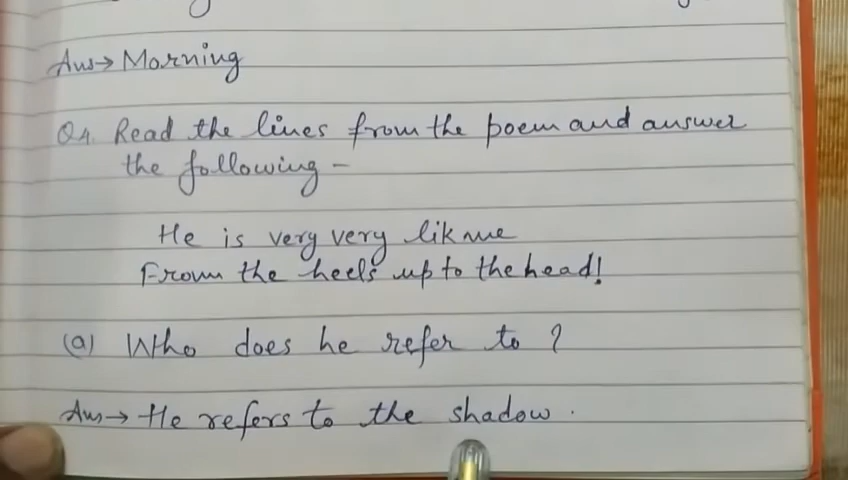 Ans→ Morning
Q4. Read the lines from the poem and answer
the following –
He is very very lik me
From the heels up to the head!
(a) Who does he refer to ?
Ans→ He refers to the shadow.